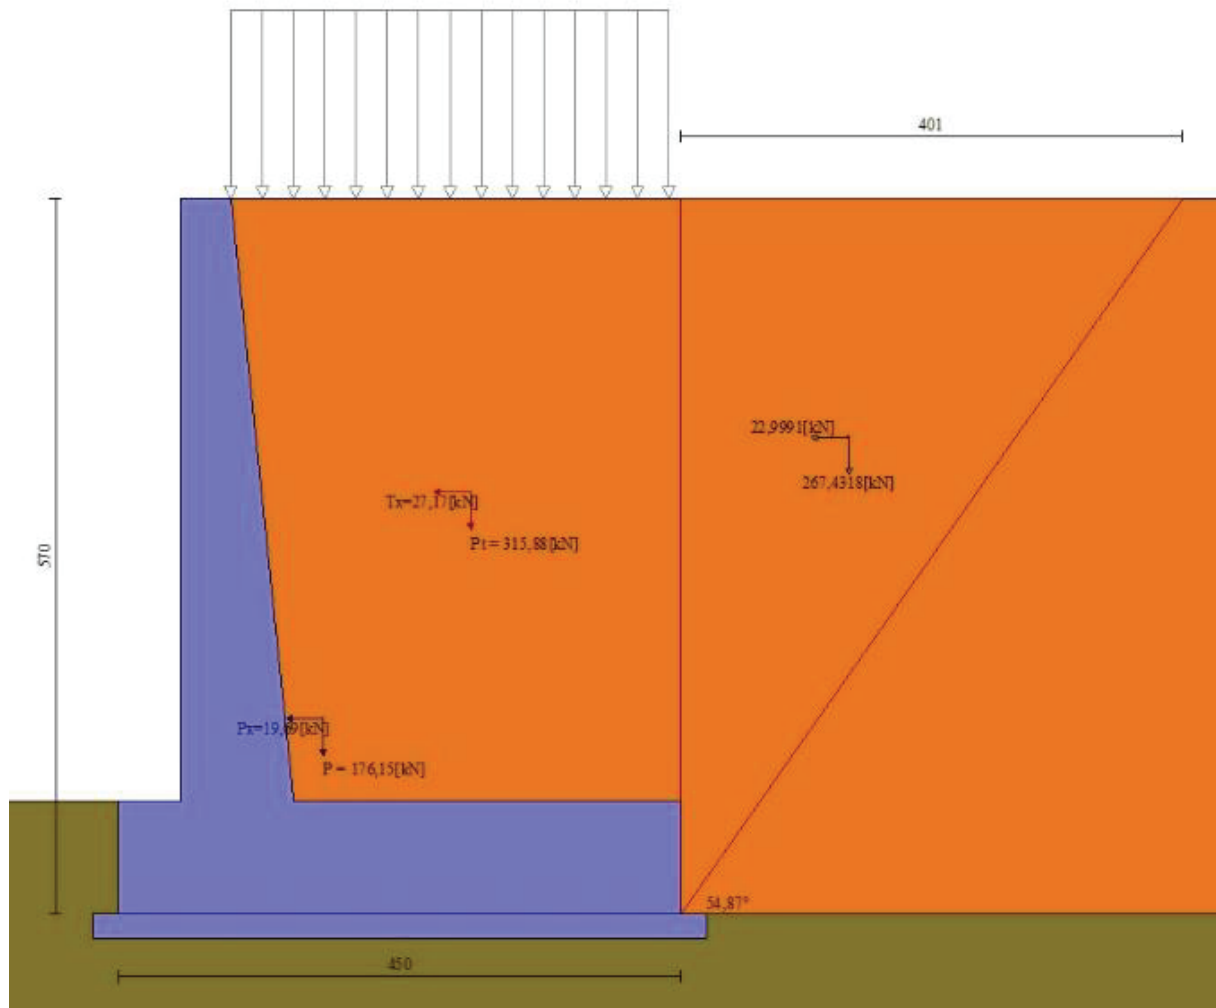 401
22,9991[kN]
267,4318[kN]
Tx=27,17[kN]
Pt = 315,88[kN]
570
Px=19,69[kN]
P = 176,15[kN]
54,87°
450